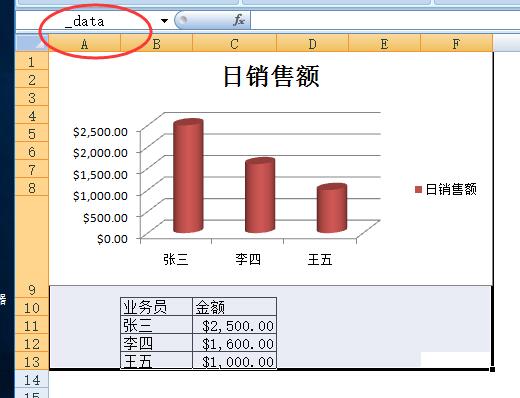 _data
fx
A B C D E F
1
2
3
4
5
6
7
8
9
10
11
12
13
14
15
日销售额
$2,500.00
$2,000.00
$1,500.00
$1,000.00
$500.00
$0.00
张三 李四 王五
日销售额
业务员 金额
张三 $2,500.00
李四 $1,600.00
王五 $1,000.00
器